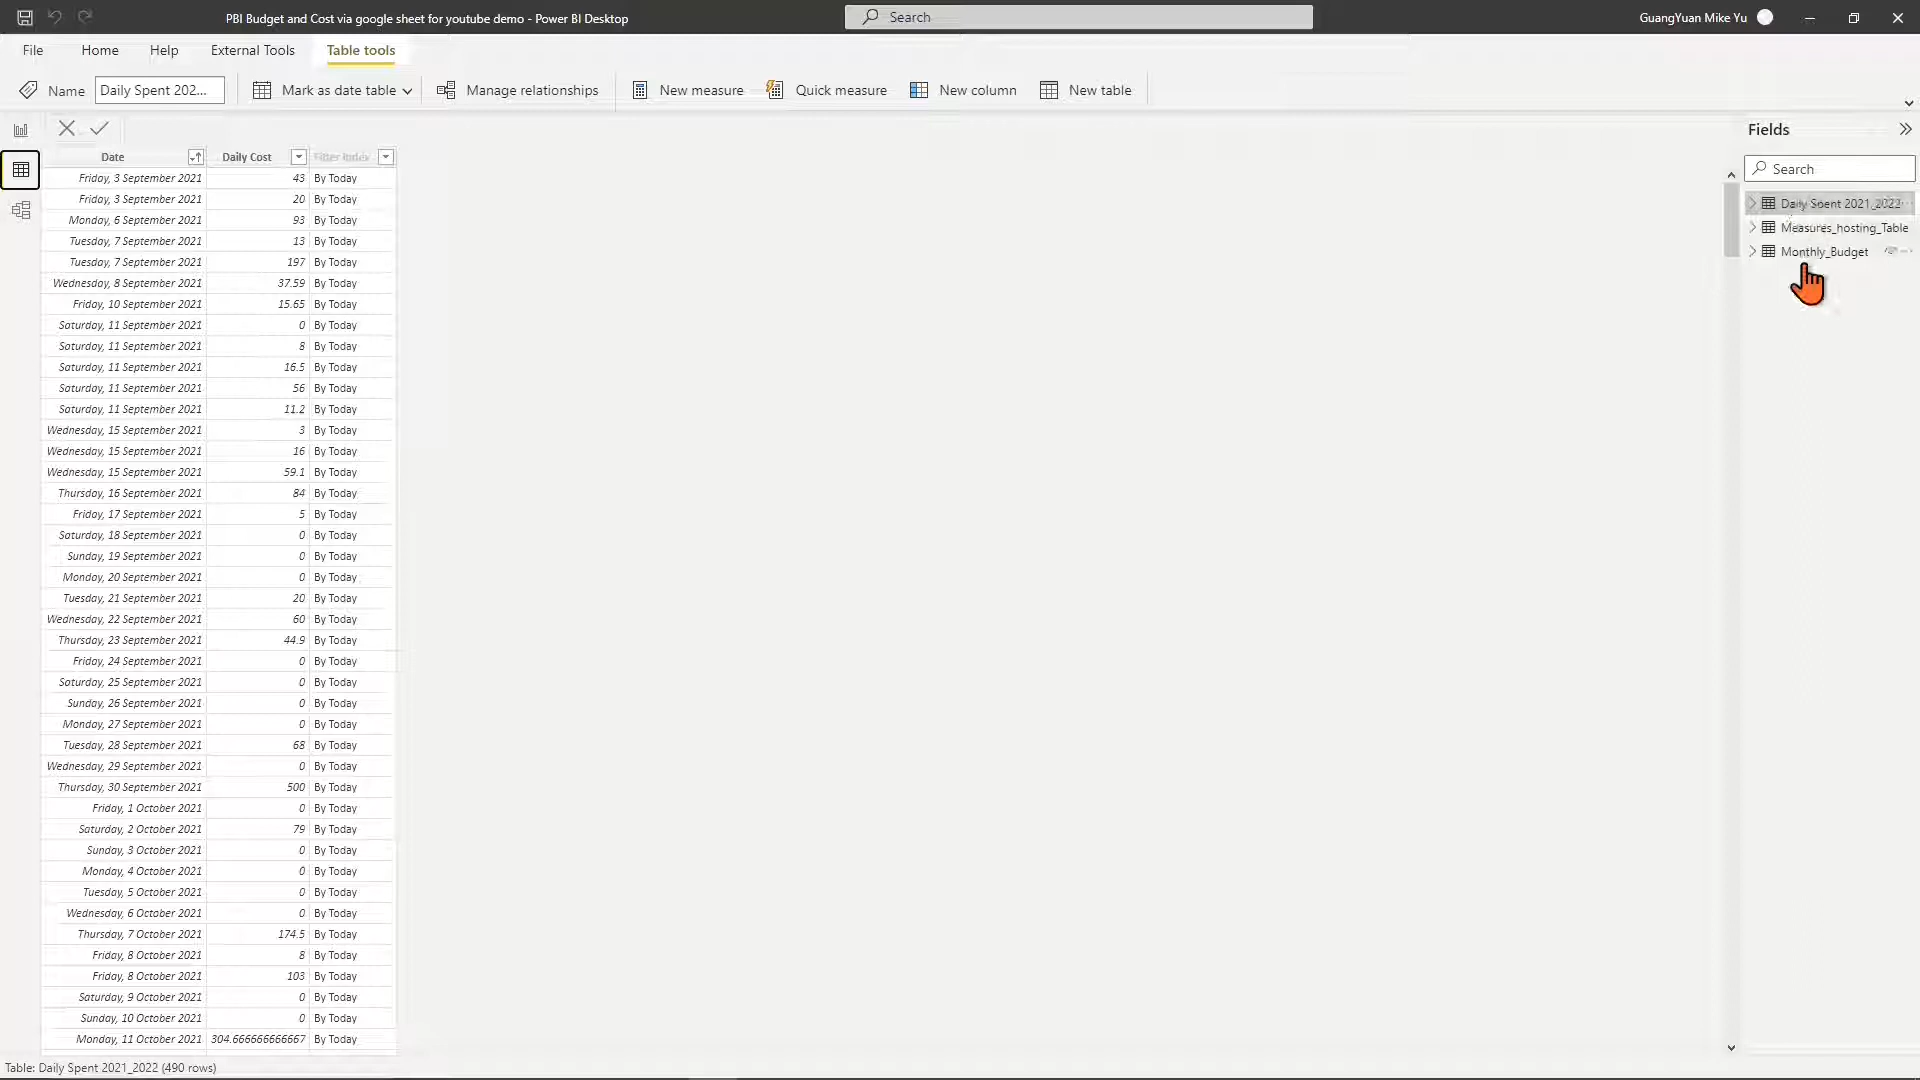 PBI Budget and Cost via google sheet for youtube demo - Power BI Desktop
Search
GuangYuan Mike Yu
File Home Help External Tools Table tools
Name Daily Spent 202... Mark as date table Manage relationships New measure Quick measure New column New table
Fields
Search
Daily Spent 2021_2022
Measures_hosting_Table
Monthly_Budget
Date Daily Cost Filter Index
Friday, 3 September 2021 43 By Today
Friday, 3 September 2021 20 By Today
Monday, 6 September 2021 93 By Today
Tuesday, 7 September 2021 13 By Today
Tuesday, 7 September 2021 197 By Today
Wednesday, 8 September 2021 37.59 By Today
Friday, 10 September 2021 15.65 By Today
Saturday, 11 September 2021 0 By Today
Saturday, 11 September 2021 8 By Today
Saturday, 11 September 2021 16.5 By Today
Saturday, 11 September 2021 56 By Today
Saturday, 11 September 2021 11.2 By Today
Wednesday, 15 September 2021 3 By Today
Wednesday, 15 September 2021 16 By Today
Wednesday, 15 September 2021 59.1 By Today
Thursday, 16 September 2021 84 By Today
Friday, 17 September 2021 5 By Today
Saturday, 18 September 2021 0 By Today
Sunday, 19 September 2021 0 By Today
Monday, 20 September 2021 0 By Today
Tuesday, 21 September 2021 20 By Today
Wednesday, 22 September 2021 60 By Today
Thursday, 23 September 2021 44.9 By Today
Friday, 24 September 2021 0 By Today
Saturday, 25 September 2021 0 By Today
Sunday, 26 September 2021 0 By Today
Monday, 27 September 2021 0 By Today
Tuesday, 28 September 2021 68 By Today
Wednesday, 29 September 2021 0 By Today
Thursday, 30 September 2021 500 By Today
Friday, 1 October 2021 0 By Today
Saturday, 2 October 2021 79 By Today
Sunday, 3 October 2021 0 By Today
Monday, 4 October 2021 0 By Today
Tuesday, 5 October 2021 0 By Today
Wednesday, 6 October 2021 0 By Today
Thursday, 7 October 2021 174.5 By Today
Friday, 8 October 2021 8 By Today
Friday, 8 October 2021 103 By Today
Saturday, 9 October 2021 0 By Today
Sunday, 10 October 2021 0 By Today
Monday, 11 October 2021 304.666666666667 By Today
Table: Daily Spent 2021_2022 (490 rows)